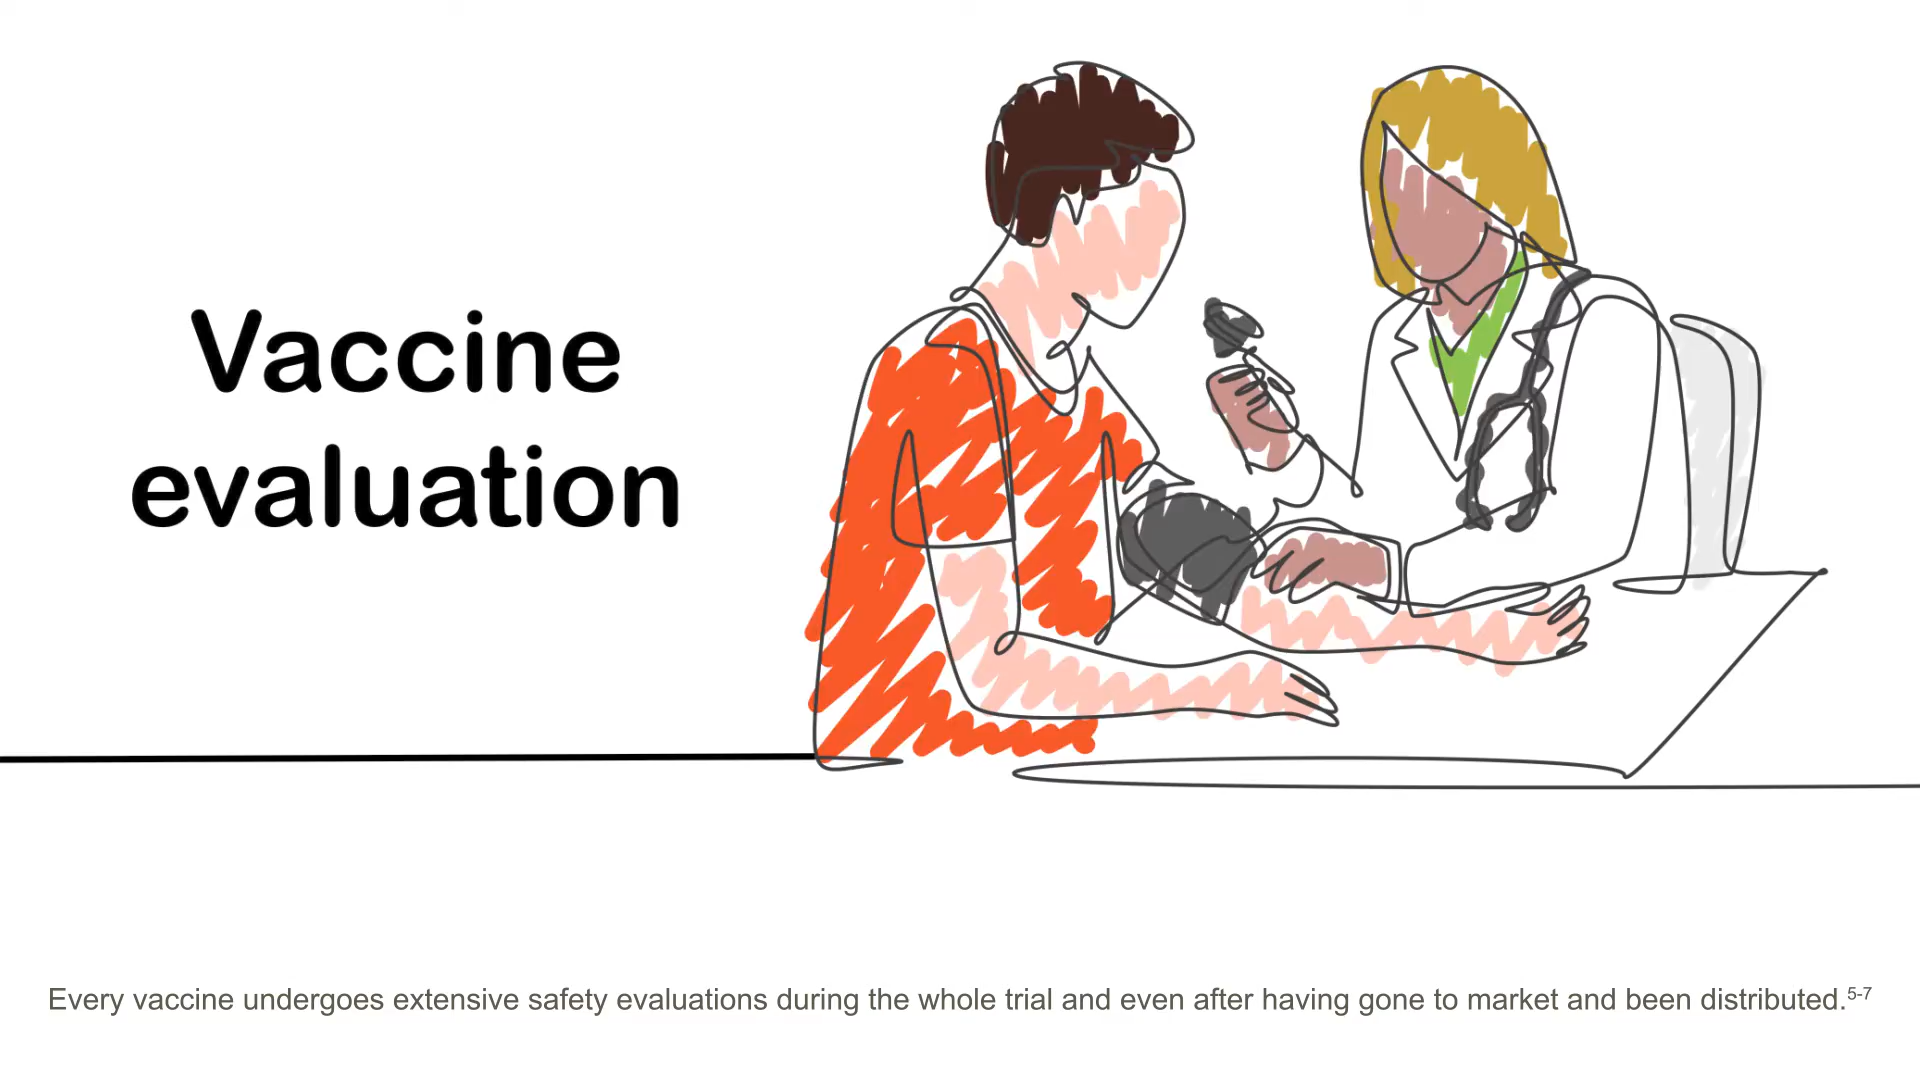 Vaccine
evaluation
Every vaccine undergoes extensive safety evaluations during the whole trial and even after having gone to market and been distributed.5-7